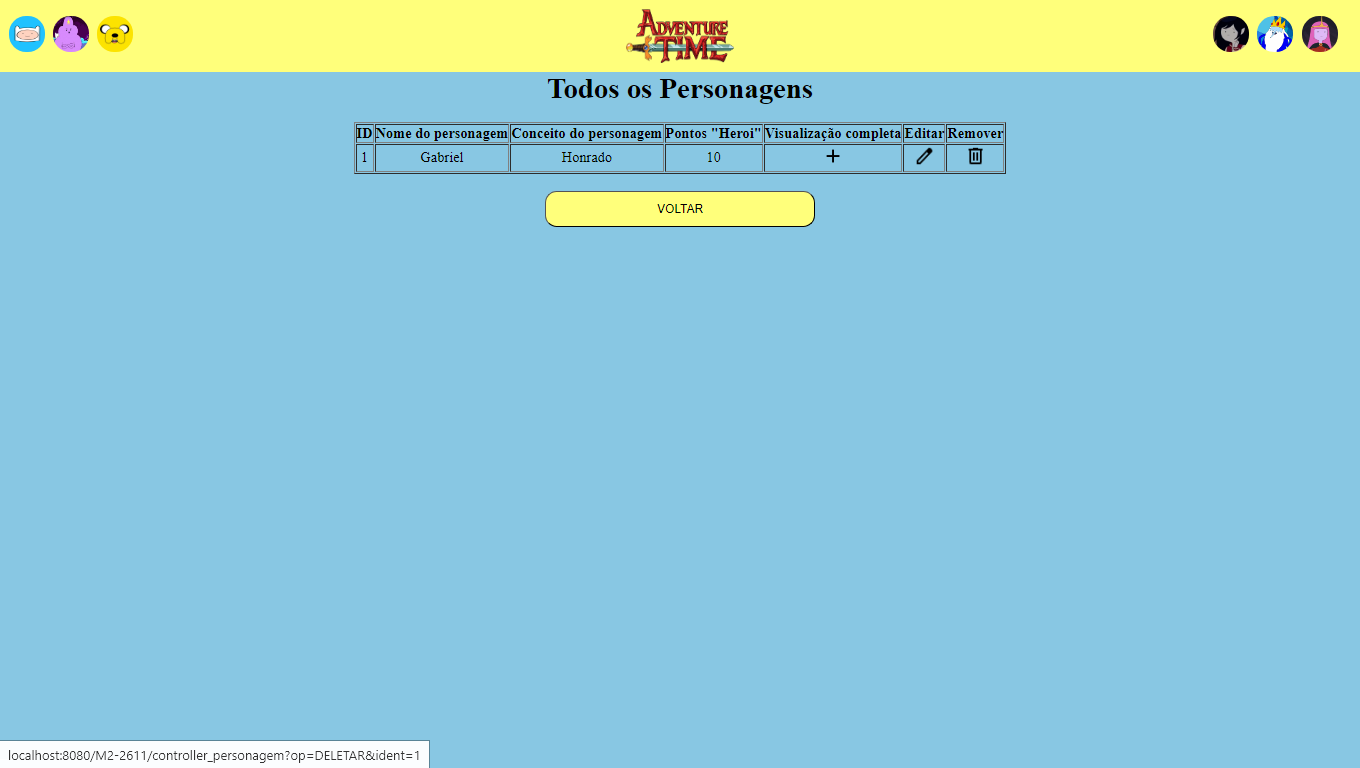 ADVENTURE
TIME
Todos os Personagens
ID Nome do personagem Conceito do personagem Pontos "Heroi" Visualização completa Editar Remover
1 Gabriel Honrado 10
VOLTAR
localhost:8080/M2-2611/controller_personagem?op=DELETAR&ident=1